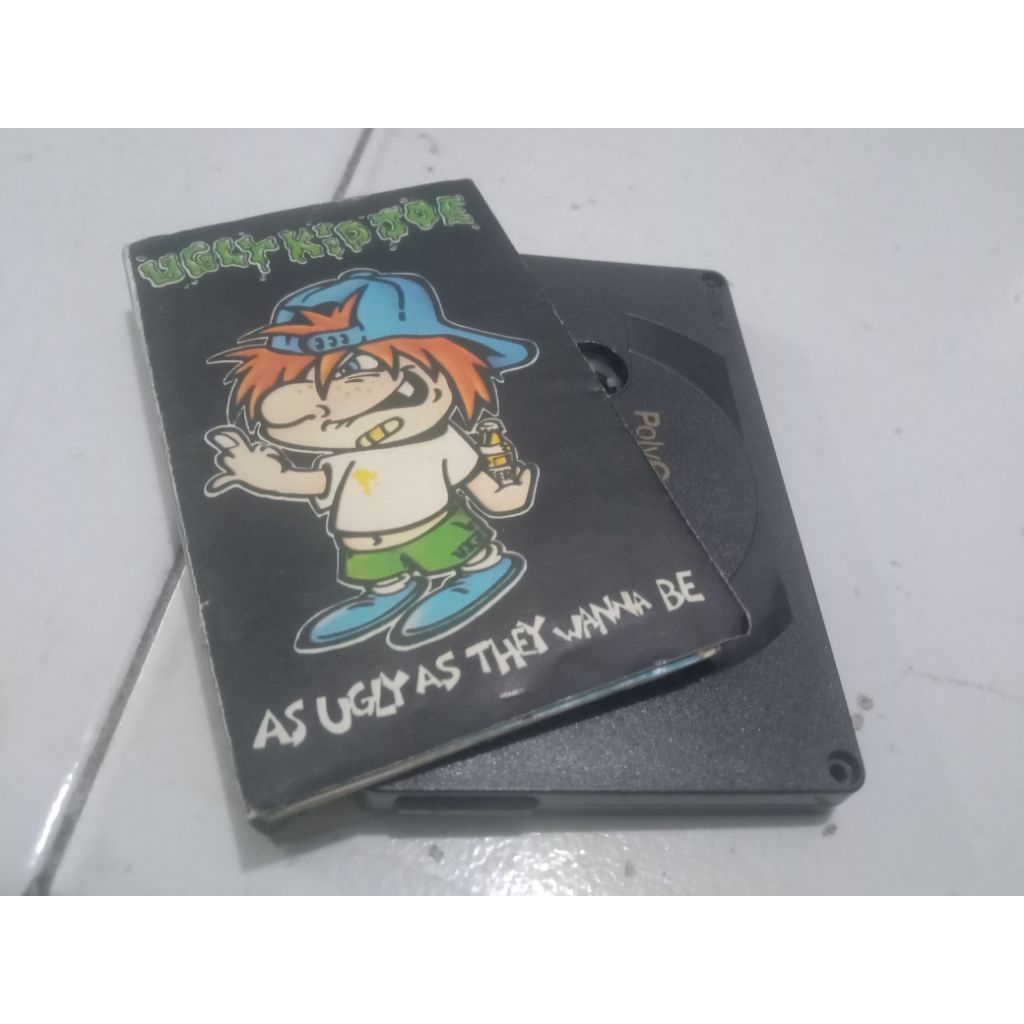 UGLY KID JOE
AS UGLY AS THEY WANNA BE